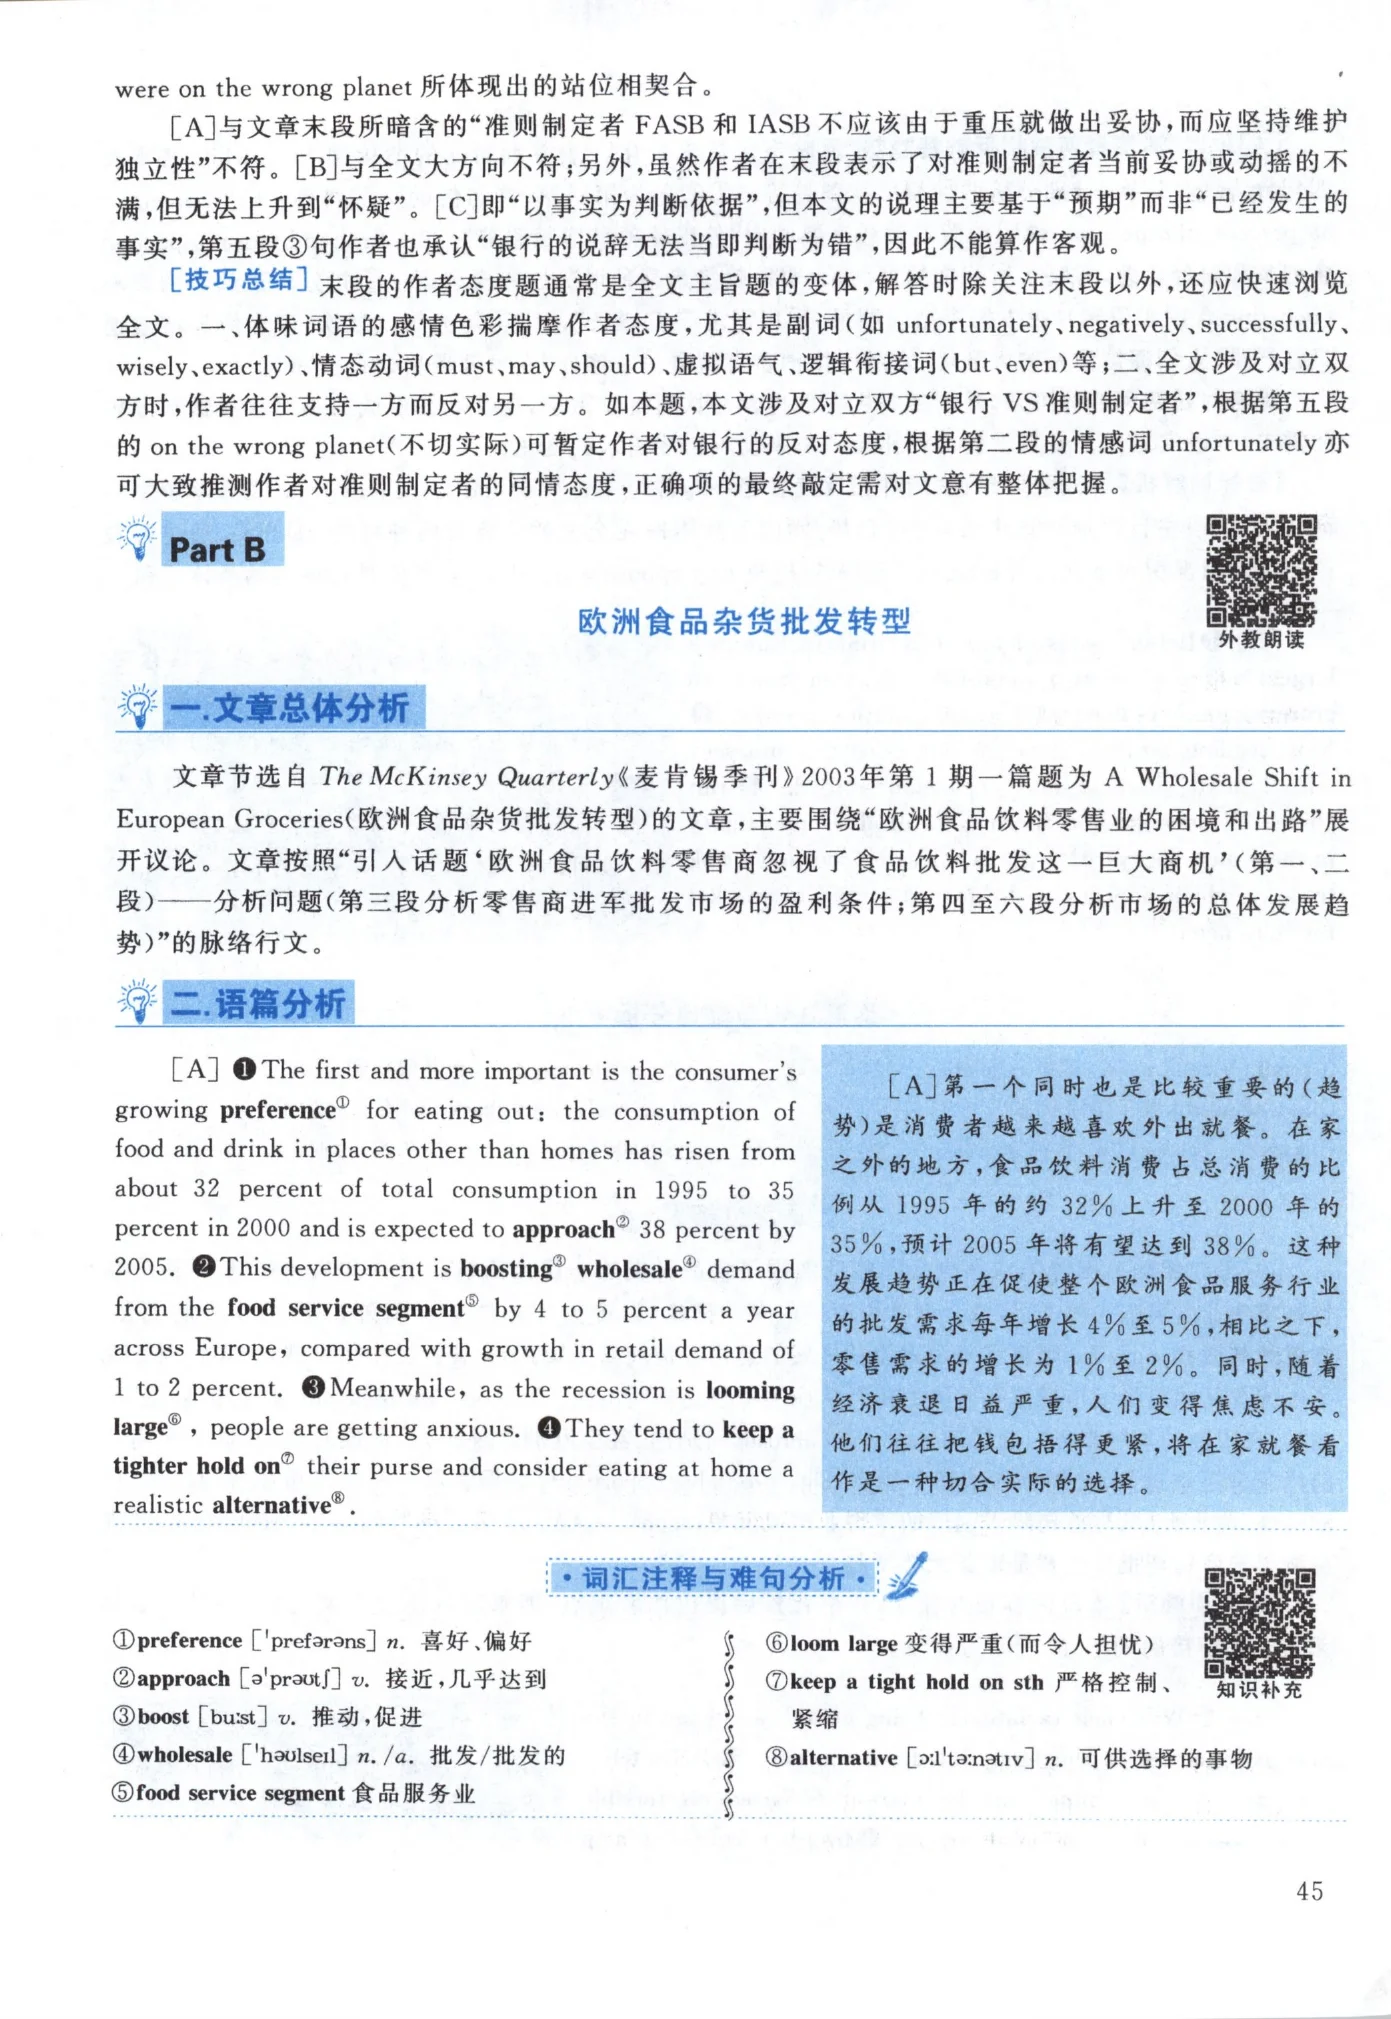 were on the wrong planet 所体现出的站位相契合。
[A]与文章末段所暗含的“准则制定者 FASB 和 IASB 不应该由于重压就做出妥协,而应坚持维护
独立性”不符。[B]与全文大方向不符;另外,虽然作者在末段表示了对准则制定者当前妥协或动摇的不
满,但无法上升到“怀疑”。[C]即“以事实为判断依据”,但本文的说理主要基于“预期”而非“已经发生的
事实”,第五段③句作者也承认“银行的说辞无法当即判断为错”,因此不能算作客观。
[技巧总结] 末段的作者态度题通常是全文主旨题的变体,解答时除关注末段以外,还应快速浏览
全文。一、体味词语的感情色彩揣摩作者态度,尤其是副词(如 unfortunately、negatively、successfully、
wisely、exactly)、情态动词(must、may、should)、虚拟语气、逻辑衔接词(but、even)等;二、全文涉及对立双
方时,作者往往支持一方而反对另一方。如本题,本文涉及对立双方“银行 VS 准则制定者”,根据第五段
的 on the wrong planet(不切实际)可暂定作者对银行的反对态度,根据第二段的情感词 unfortunately 亦
可大致推测作者对准则制定者的同情态度,正确项的最终敲定需对文意有整体把握。
Part B
外教朗读
欧洲食品杂货批发转型
一.文章总体分析
文章节选自 The McKinsey Quarterly《麦肯锡季刊》2003年第 1 期一篇题为 A Wholesale Shift in
European Groceries(欧洲食品杂货批发转型)的文章,主要围绕“欧洲食品饮料零售业的困境和出路”展
开议论。文章按照“引入话题‘欧洲食品饮料零售商忽视了食品饮料批发这一巨大商机’(第一、二
段)——分析问题(第三段分析零售商进军批发市场的盈利条件;第四至六段分析市场的总体发展趋
势)”的脉络行文。
二.语篇分析
[A] ❶The first and more important is the consumer's
growing preference① for eating out: the consumption of
food and drink in places other than homes has risen from
about 32 percent of total consumption in 1995 to 35
percent in 2000 and is expected to approach② 38 percent by
2005. ❷This development is boosting③ wholesale④ demand
from the food service segment⑤ by 4 to 5 percent a year
across Europe, compared with growth in retail demand of
1 to 2 percent. ❸Meanwhile, as the recession is looming
large⑥, people are getting anxious. ❹They tend to keep a
tighter hold on⑦ their purse and consider eating at home a
realistic alternative⑧.
[A]第一个同时也是比较重要的(趋
势)是消费者越来越喜欢外出就餐。在家
之外的地方,食品饮料消费占总消费的比
例从 1995 年的约 32%上升至 2000 年的
35%,预计 2005 年将有望达到 38%。这种
发展趋势正在促使整个欧洲食品服务行业
的批发需求每年增长 4%至 5%,相比之下,
零售需求的增长为 1%至 2%。同时,随着
经济衰退日益严重,人们变得焦虑不安。
他们往往把钱包捂得更紧,将在家就餐看
作是一种切合实际的选择。
·词汇注释与难句分析·
①preference [ˈprefərəns] n. 喜好、偏好
②approach [əˈprəʊtʃ] v. 接近,几乎达到
③boost [buːst] v. 推动,促进
④wholesale [ˈhəʊlseɪl] n./a. 批发/批发的
⑤food service segment 食品服务业
⑥loom large 变得严重(而令人担忧)
⑦keep a tight hold on sth 严格控制、
紧缩
⑧alternative [ɔːlˈtəːnətɪv] n. 可供选择的事物
知识补充
45